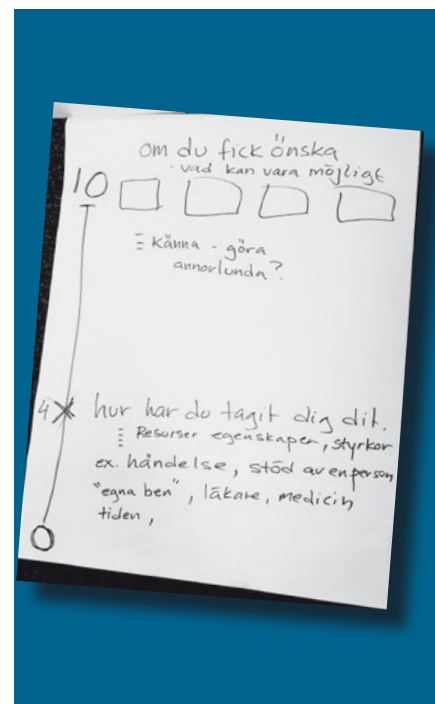 om du fick önska
- vad kan vara möjligt
10
- känna - göra
annorlunda?
4 hur har du tagit dig dit.
Resurser egenskaper, styrkor
ex. händelse, stöd av en person
"egna ben", läkare, medicin
tiden,
0